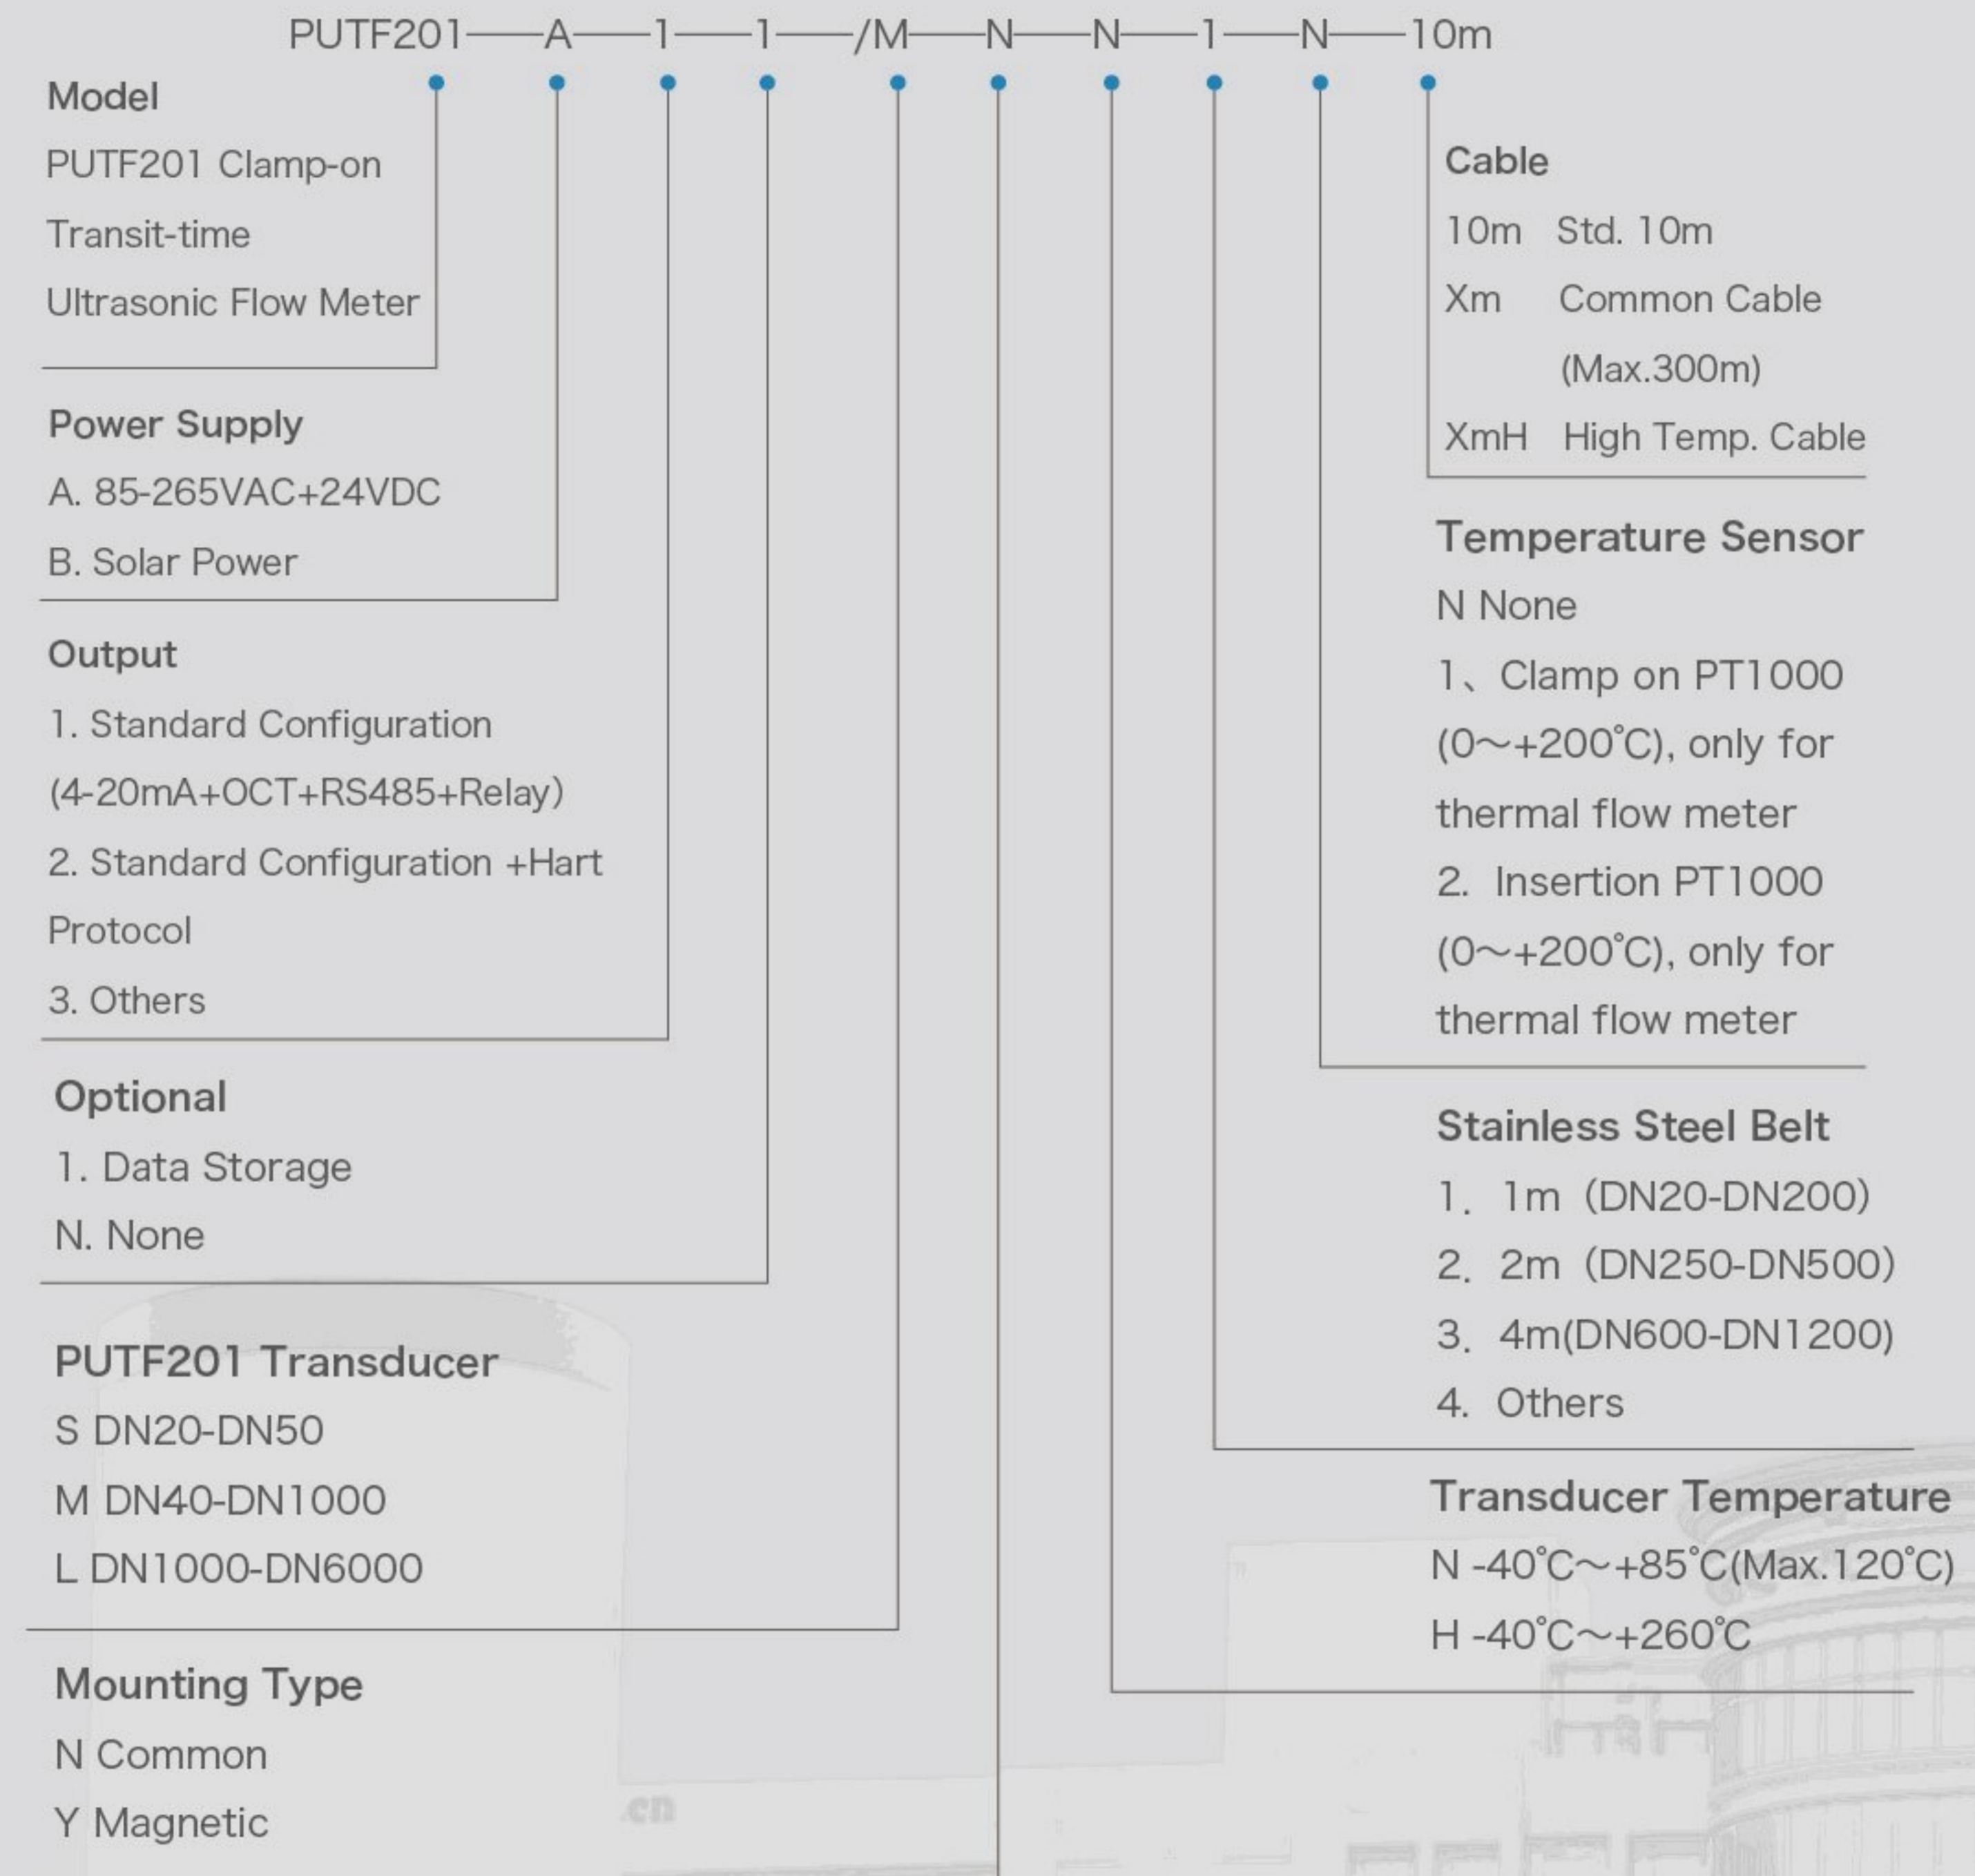 PUTF201——A——1——1——/M——N——N——1——N——10m
Model
PUTF201 Clamp-on
Transit-time
Ultrasonic Flow Meter
Power Supply
A. 85-265VAC+24VDC
B. Solar Power
Output
1. Standard Configuration
(4-20mA+OCT+RS485+Relay）
2. Standard Configuration +Hart
Protocol
3. Others
Optional
1. Data Storage
N. None
PUTF201 Transducer
S DN20-DN50
M DN40-DN1000
L DN1000-DN6000
Mounting Type
N Common
Y Magnetic
Cable
10m Std. 10m
Xm Common Cable
(Max.300m)
XmH High Temp. Cable
Temperature Sensor
N None
1、Clamp on PT1000
(0～+200℃), only for
thermal flow meter
2. Insertion PT1000
(0～+200℃), only for
thermal flow meter
Stainless Steel Belt
1. 1m（DN20-DN200）
2. 2m（DN250-DN500）
3. 4m(DN600-DN1200)
4. Others
Transducer Temperature
N -40℃～+85℃(Max.120℃)
H -40℃～+260℃
.cn